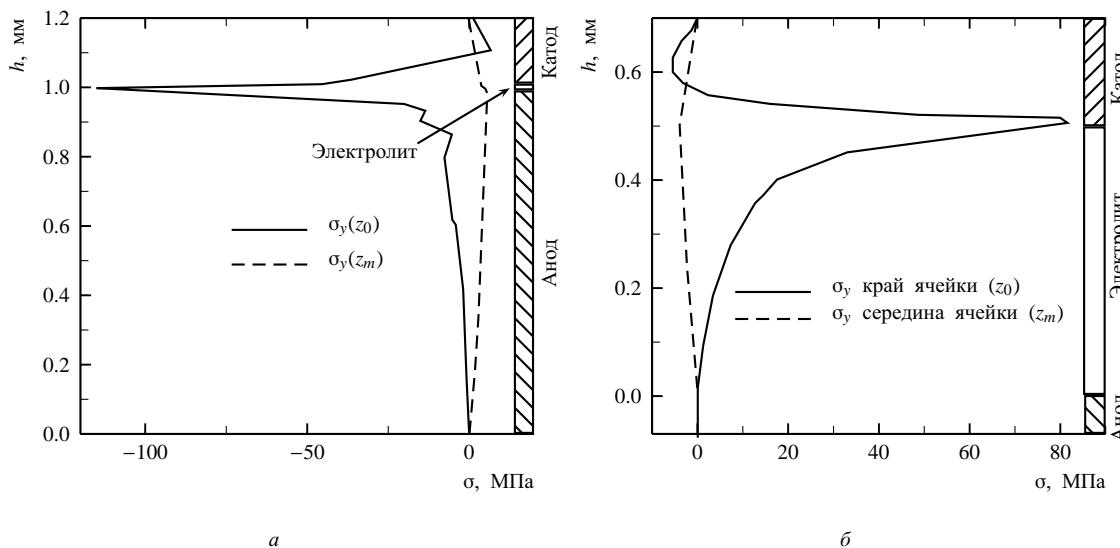 h, мм
1.2
1.0
0.8
0.6
0.4
0.2
0.0
−100
−50
0
σ, МПа
Электролит
σy(z0)
σy(zm)
Катод
Анод
а
h, мм
0.6
0.4
0.2
0.0
0
20
40
60
80
σ, МПа
σy край ячейки (z0)
σy середина ячейки (zm)
Катод
Электролит
Анод
б